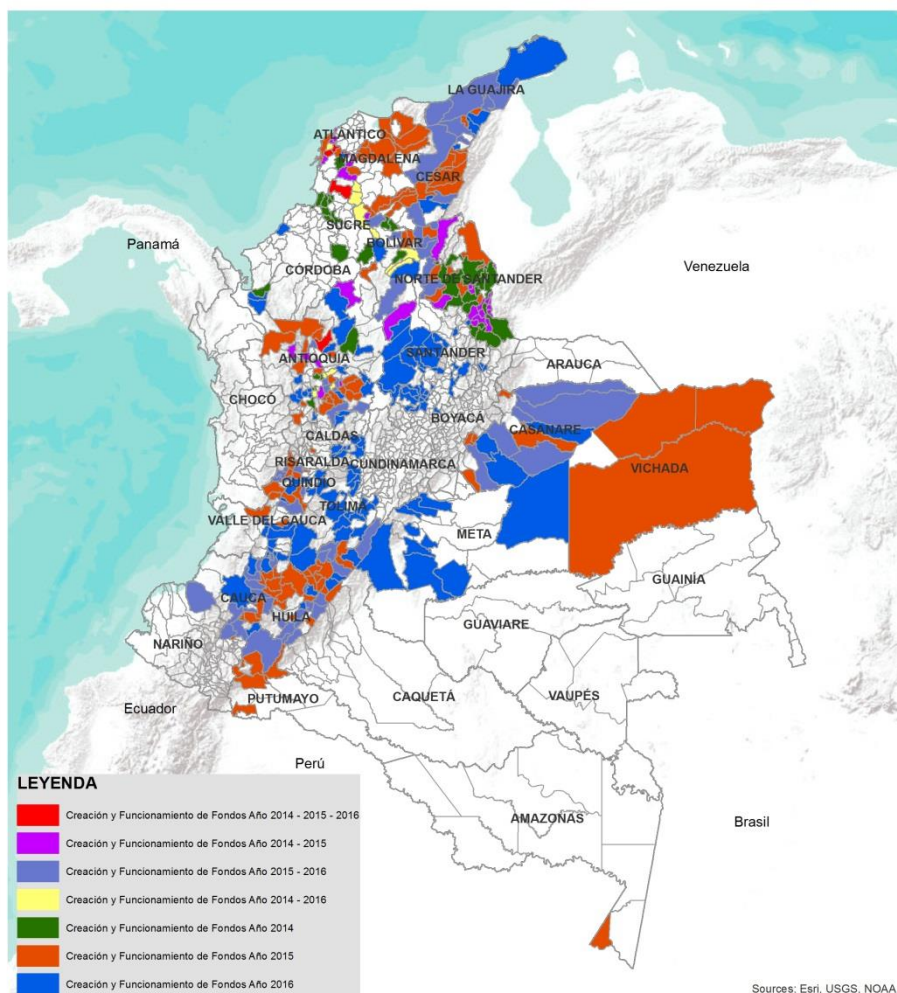 LA GUAJIRA
ATLÁNTICO
MAGDALENA
CESAR
SUCRE
BOLIVAR
Panamá
Venezuela
CÓRDOBA
NORTE DE SANTANDER
SANTANDER
ANTIOQUIA
ARAUCA
CHOCÓ
BOYACÁ
CASANARE
CALDAS
RISARALDA
CUNDINAMARCA
VICHADA
QUINDIO
TOLIMA
VALLE DEL CAUCA
META
GUAINÍA
CAUCA
HUILA
GUAVIARE
NARIÑO
PUTUMAYO
CAQUETÁ
VAUPÉS
Ecuador
Perú
AMAZONAS
Brasil
LEYENDA
Creación y Funcionamiento de Fondos Año 2014 - 2015 - 2016
Creación y Funcionamiento de Fondos Año 2014 - 2015
Creación y Funcionamiento de Fondos Año 2015 - 2016
Creación y Funcionamiento de Fondos Año 2014 - 2016
Creación y Funcionamiento de Fondos Año 2014
Creación y Funcionamiento de Fondos Año 2015
Creación y Funcionamiento de Fondos Año 2016
Sources: Esri, USGS, NOAA